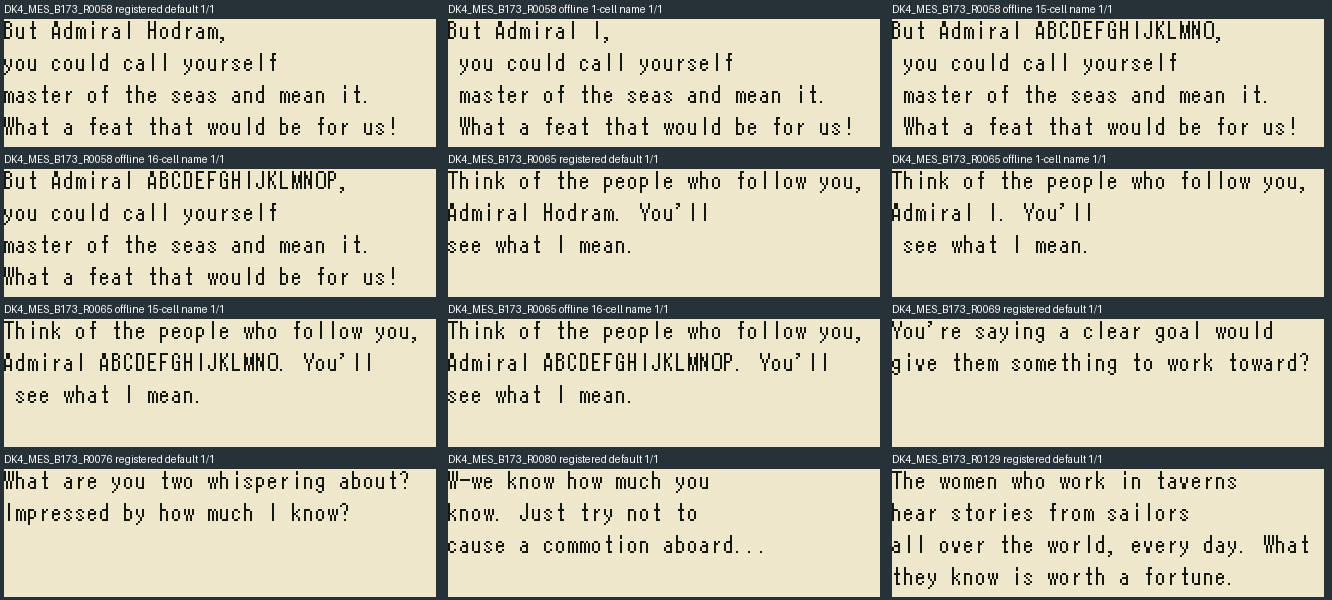 DK4_MES_B173_R0058 registered default 1/1
But Admiral Hodram,
you could call yourself
master of the seas and mean it.
What a feat that would be for us!
DK4_MES_B173_R0058 offline 1-cell name 1/1
But Admiral I,
you could call yourself
master of the seas and mean it.
What a feat that would be for us!
DK4_MES_B173_R0058 offline 15-cell name 1/1
But Admiral ABCDEFGHIJKLMNO,
you could call yourself
master of the seas and mean it.
What a feat that would be for us!
DK4_MES_B173_R0058 offline 16-cell name 1/1
But Admiral ABCDEFGHIJKLMNOP,
you could call yourself
master of the seas and mean it.
What a feat that would be for us!
DK4_MES_B173_R0065 registered default 1/1
Think of the people who follow you,
Admiral Hodram. You'll
see what I mean.
DK4_MES_B173_R0065 offline 1-cell name 1/1
Think of the people who follow you,
Admiral I. You'll
see what I mean.
DK4_MES_B173_R0065 offline 15-cell name 1/1
Think of the people who follow you,
Admiral ABCDEFGHIJKLMNO. You'll
see what I mean.
DK4_MES_B173_R0065 offline 16-cell name 1/1
Think of the people who follow you,
Admiral ABCDEFGHIJKLMNOP. You'll
see what I mean.
DK4_MES_B173_R0069 registered default 1/1
You're saying a clear goal would
give them something to work toward?
DK4_MES_B173_R0076 registered default 1/1
What are you two whispering about?
Impressed by how much I know?
DK4_MES_B173_R0080 registered default 1/1
W-we know how much you
know. Just try not to
cause a commotion aboard...
DK4_MES_B173_R0129 registered default 1/1
The women who work in taverns
hear stories from sailors
all over the world, every day. What
they know is worth a fortune.